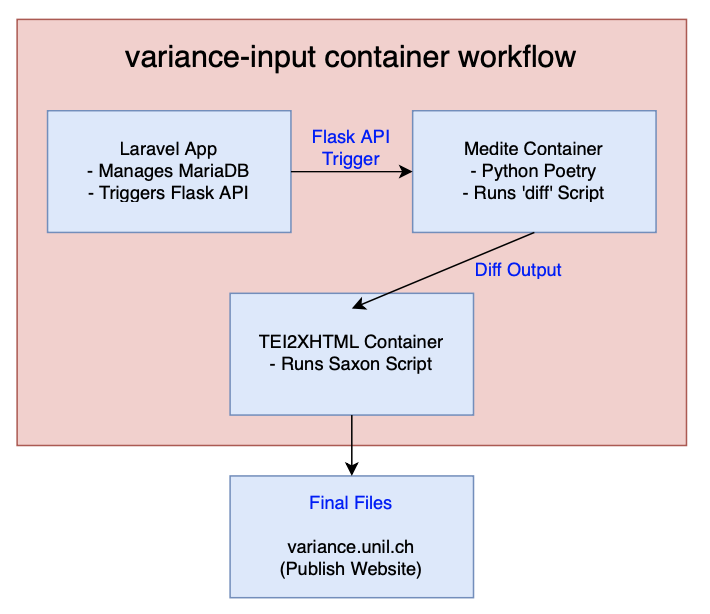 variance-input container workflow
Laravel App
- Manages MariaDB
- Triggers Flask API
Flask API
Trigger
Medite Container
- Python Poetry
- Runs 'diff' Script
Diff Output
TEI2XHTML Container
- Runs Saxon Script
Final Files
variance.unil.ch
(Publish Website)